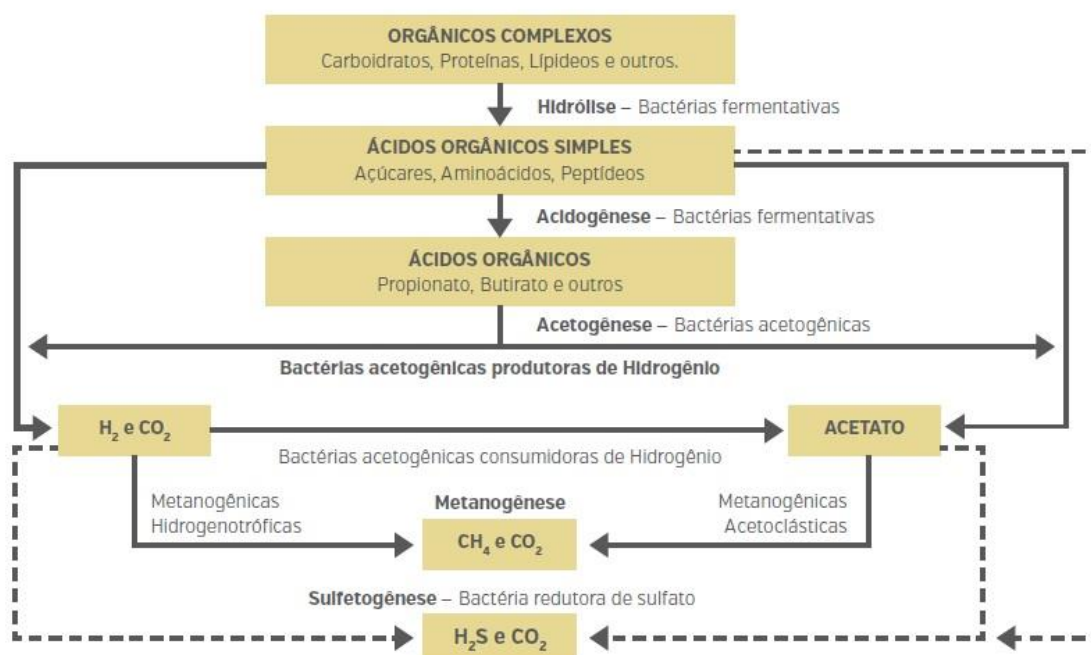 ORGÂNICOS COMPLEXOS
Carboidratos, Proteínas, Lípideos e outros.
Hidrólise – Bactérias fermentativas
ÁCIDOS ORGÂNICOS SIMPLES
Açúcares, Aminoácidos, Peptídeos
Acidogênese – Bactérias fermentativas
ÁCIDOS ORGÂNICOS
Propionato, Butirato e outros
Acetogênese – Bactérias acetogênicas
Bactérias acetogênicas produtoras de Hidrogênio
H₂ e CO₂
ACETATO
Bactérias acetogênicas consumidoras de Hidrogênio
Metanogênicas
Hidrogenotróficas
Metanogênese
Metanogênicas
Acetoclásticas
CH₄ e CO₂
Sulfetogênese – Bactéria redutora de sulfato
H₂S e CO₂